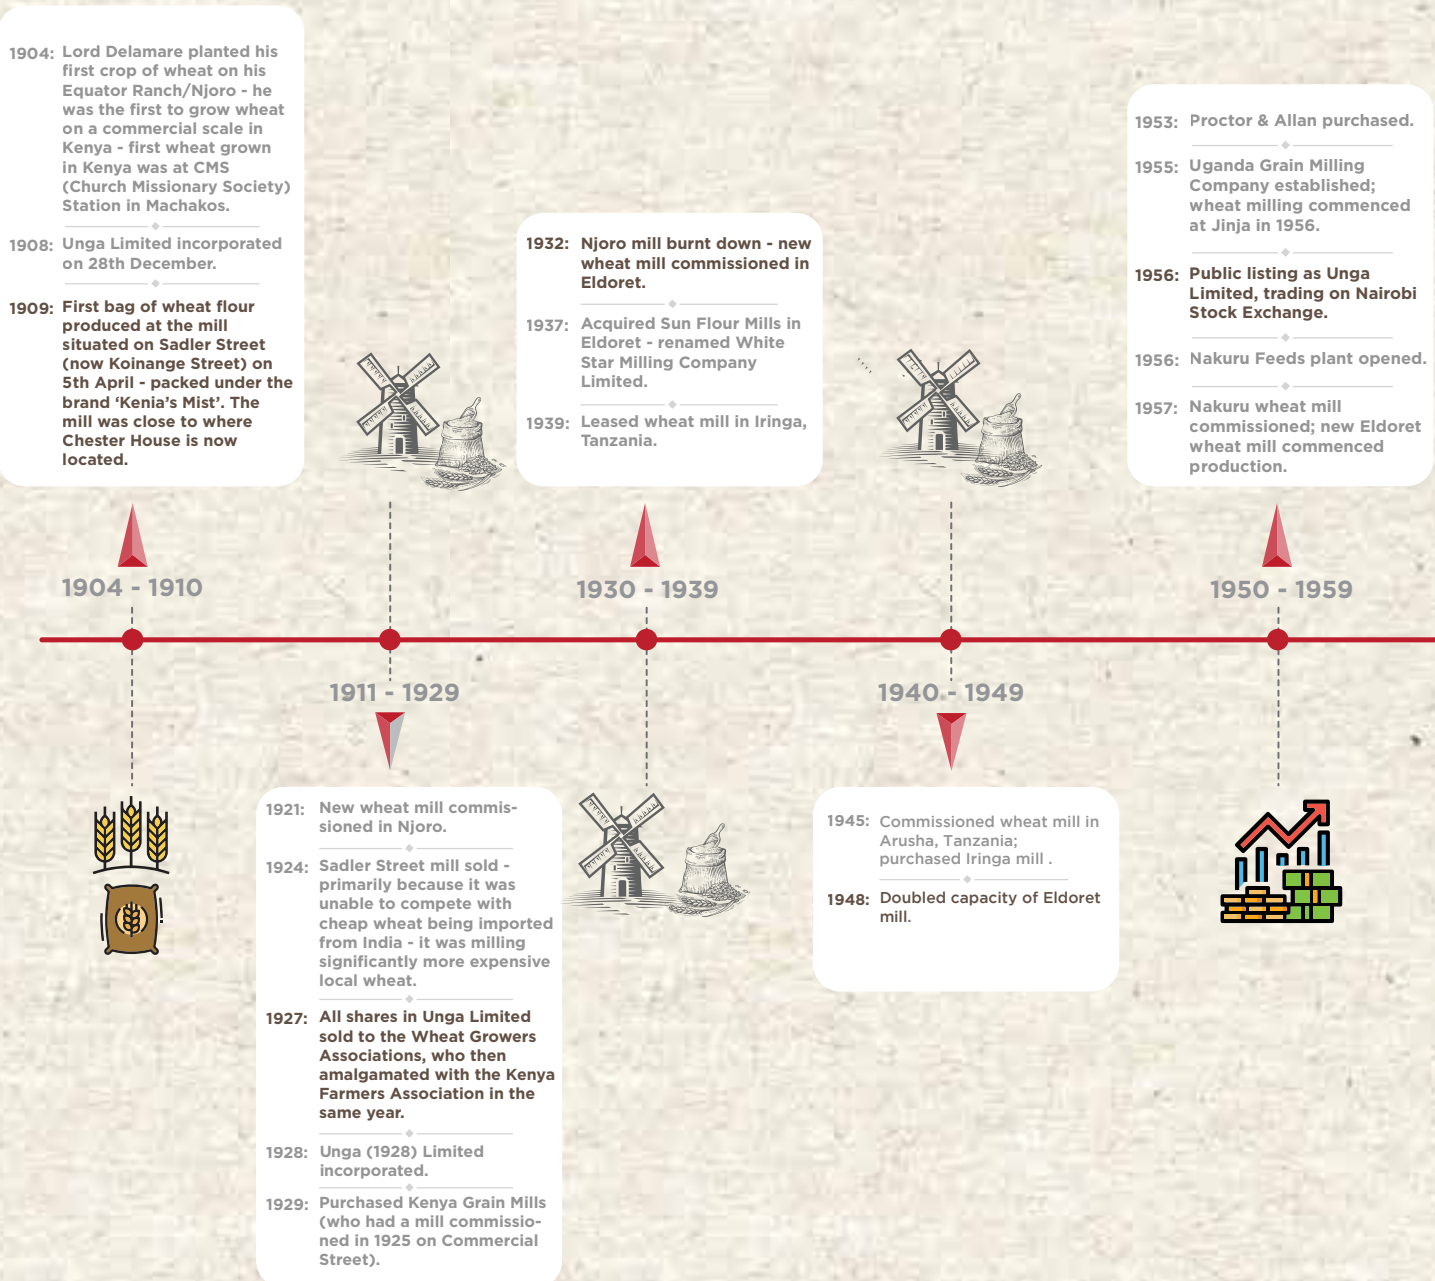 1904: Lord Delamare planted his
first crop of wheat on his
Equator Ranch/Njoro - he
was the first to grow wheat
on a commercial scale in
Kenya - first wheat grown
in Kenya was at CMS
(Church Missionary Society)
Station in Machakos.
1908: Unga Limited incorporated
on 28th December.
1909: First bag of wheat flour
produced at the mill
situated on Sadler Street
(now Koinange Street) on
5th April - packed under the
brand ‘Kenia’s Mist’. The
mill was close to where
Chester House is now
located.
1904 - 1910
1911 - 1929
1921: New wheat mill commis-
sioned in Njoro.
1924: Sadler Street mill sold -
primarily because it was
unable to compete with
cheap wheat being imported
from India - it was milling
significantly more expensive
local wheat.
1927: All shares in Unga Limited
sold to the Wheat Growers
Associations, who then
amalgamated with the Kenya
Farmers Association in the
same year.
1928: Unga (1928) Limited
incorporated.
1929: Purchased Kenya Grain Mills
(who had a mill commissio-
ned in 1925 on Commercial
Street).
1932: Njoro mill burnt down - new
wheat mill commissioned in
Eldoret.
1937: Acquired Sun Flour Mills in
Eldoret - renamed White
Star Milling Company
Limited.
1939: Leased wheat mill in Iringa,
Tanzania.
1930 - 1939
1940 - 1949
1945: Commissioned wheat mill in
Arusha, Tanzania;
purchased Iringa mill .
1948: Doubled capacity of Eldoret
mill.
1953: Proctor & Allan purchased.
1955: Uganda Grain Milling
Company established;
wheat milling commenced
at Jinja in 1956.
1956: Public listing as Unga
Limited, trading on Nairobi
Stock Exchange.
1956: Nakuru Feeds plant opened.
1957: Nakuru wheat mill
commissioned; new Eldoret
wheat mill commenced
production.
1950 - 1959